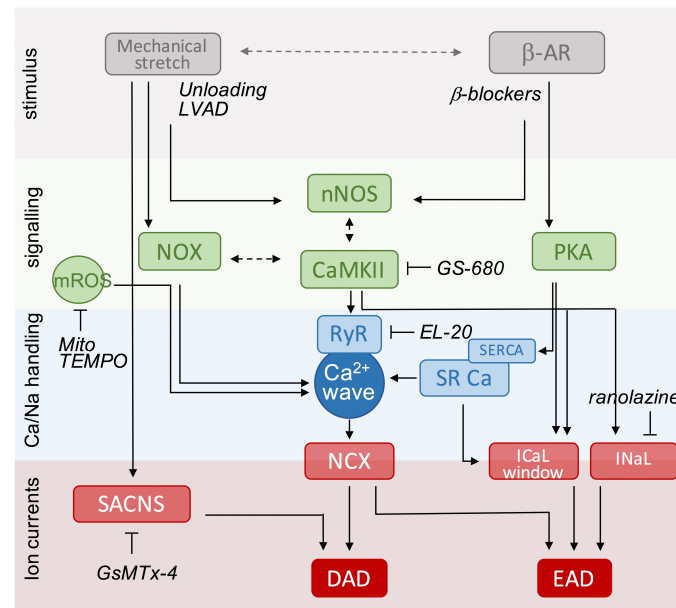 Mechanical
stretch
β-AR
Unloading
LVAD
β-blockers
stimulus
nNOS
NOX
CaMKII
GS-680
PKA
mROS
signalling
RyR
EL-20
SERCA
Mito
TEMPO
Ca2+
wave
SR Ca
ranolazine
Ca/Na handling
NCX
ICaL
window
INaL
SACNS
GsMTx-4
DAD
EAD
Ion currents